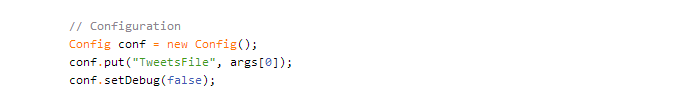 // Configuration
Config conf = new Config();
conf.put("TweetsFile", args[0]);
conf.setDebug(false);